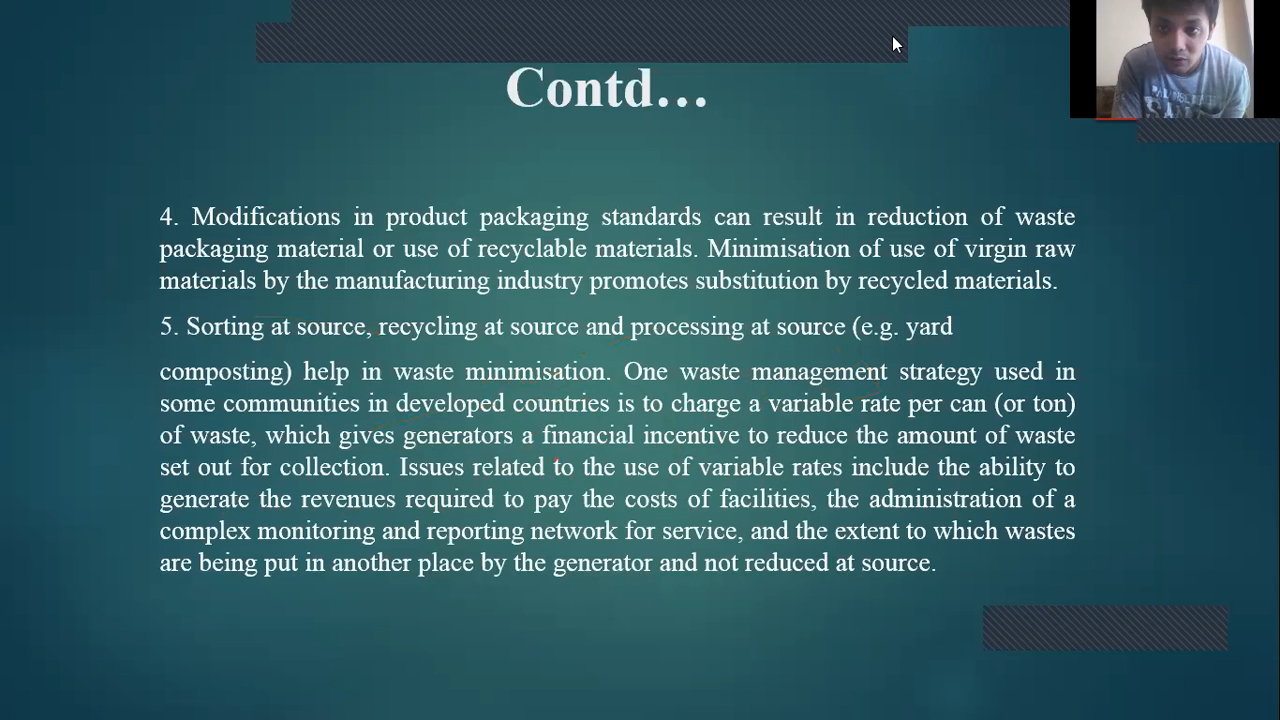 Contd…
4. Modifications in product packaging standards can result in reduction of waste
packaging material or use of recyclable materials. Minimisation of use of virgin raw
materials by the manufacturing industry promotes substitution by recycled materials.
5. Sorting at source, recycling at source and processing at source (e.g. yard
composting) help in waste minimisation. One waste management strategy used in
some communities in developed countries is to charge a variable rate per can (or ton)
of waste, which gives generators a financial incentive to reduce the amount of waste
set out for collection. Issues related to the use of variable rates include the ability to
generate the revenues required to pay the costs of facilities, the administration of a
complex monitoring and reporting network for service, and the extent to which wastes
are being put in another place by the generator and not reduced at source.